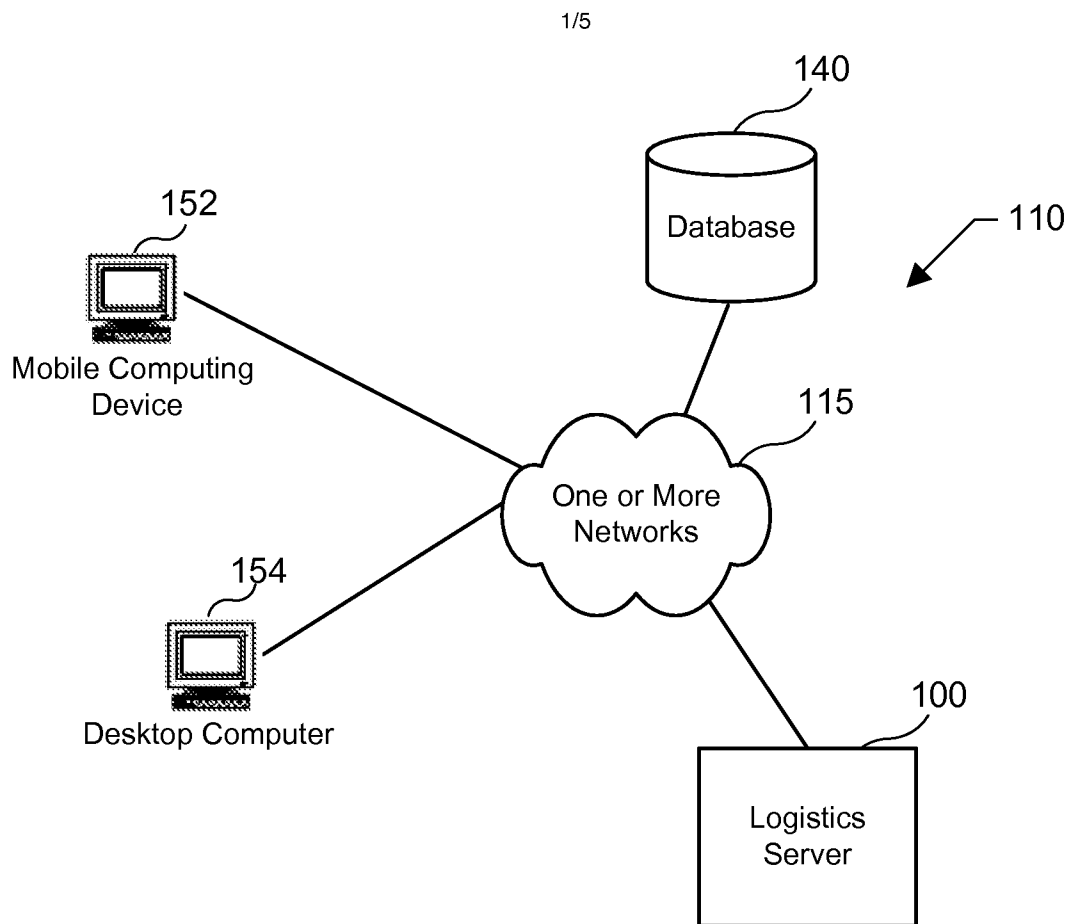 1/5
140
152
Database
110
Mobile Computing
Device
115
One or More
Networks
154
Desktop Computer
100
Logistics
Server